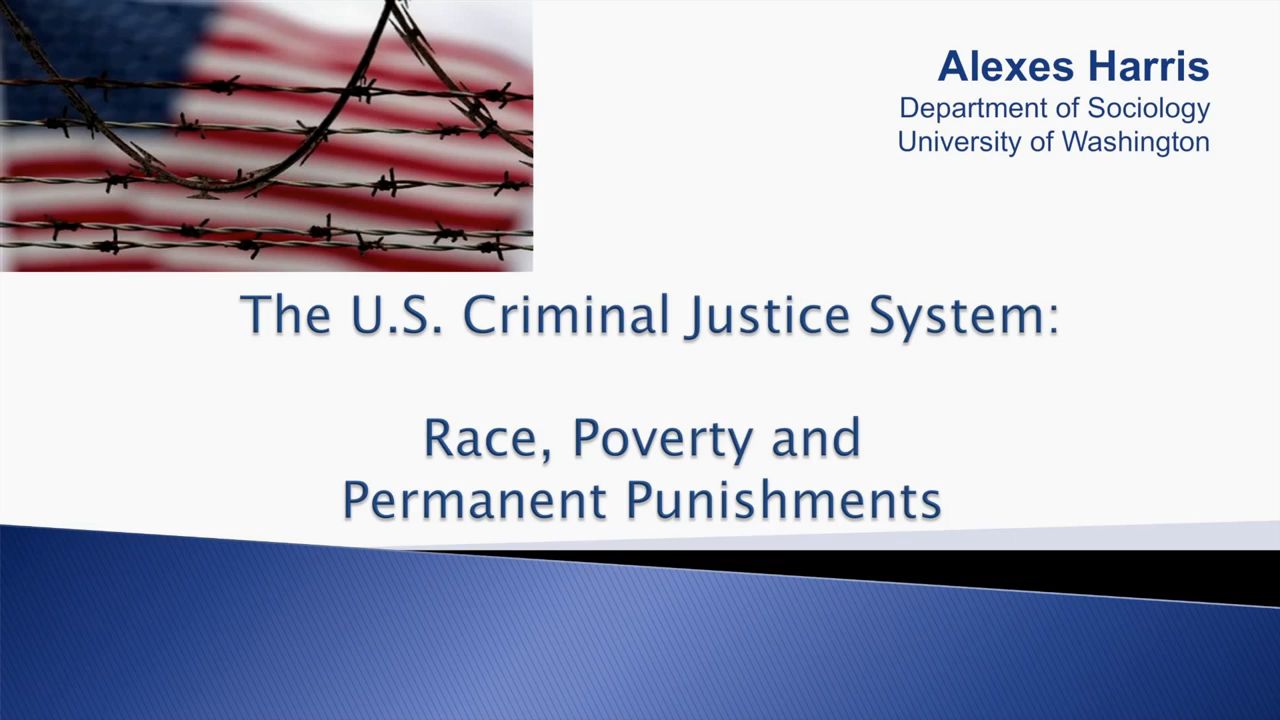 Alexes Harris
Department of Sociology
University of Washington
The U.S. Criminal Justice System:
Race, Poverty and
Permanent Punishments